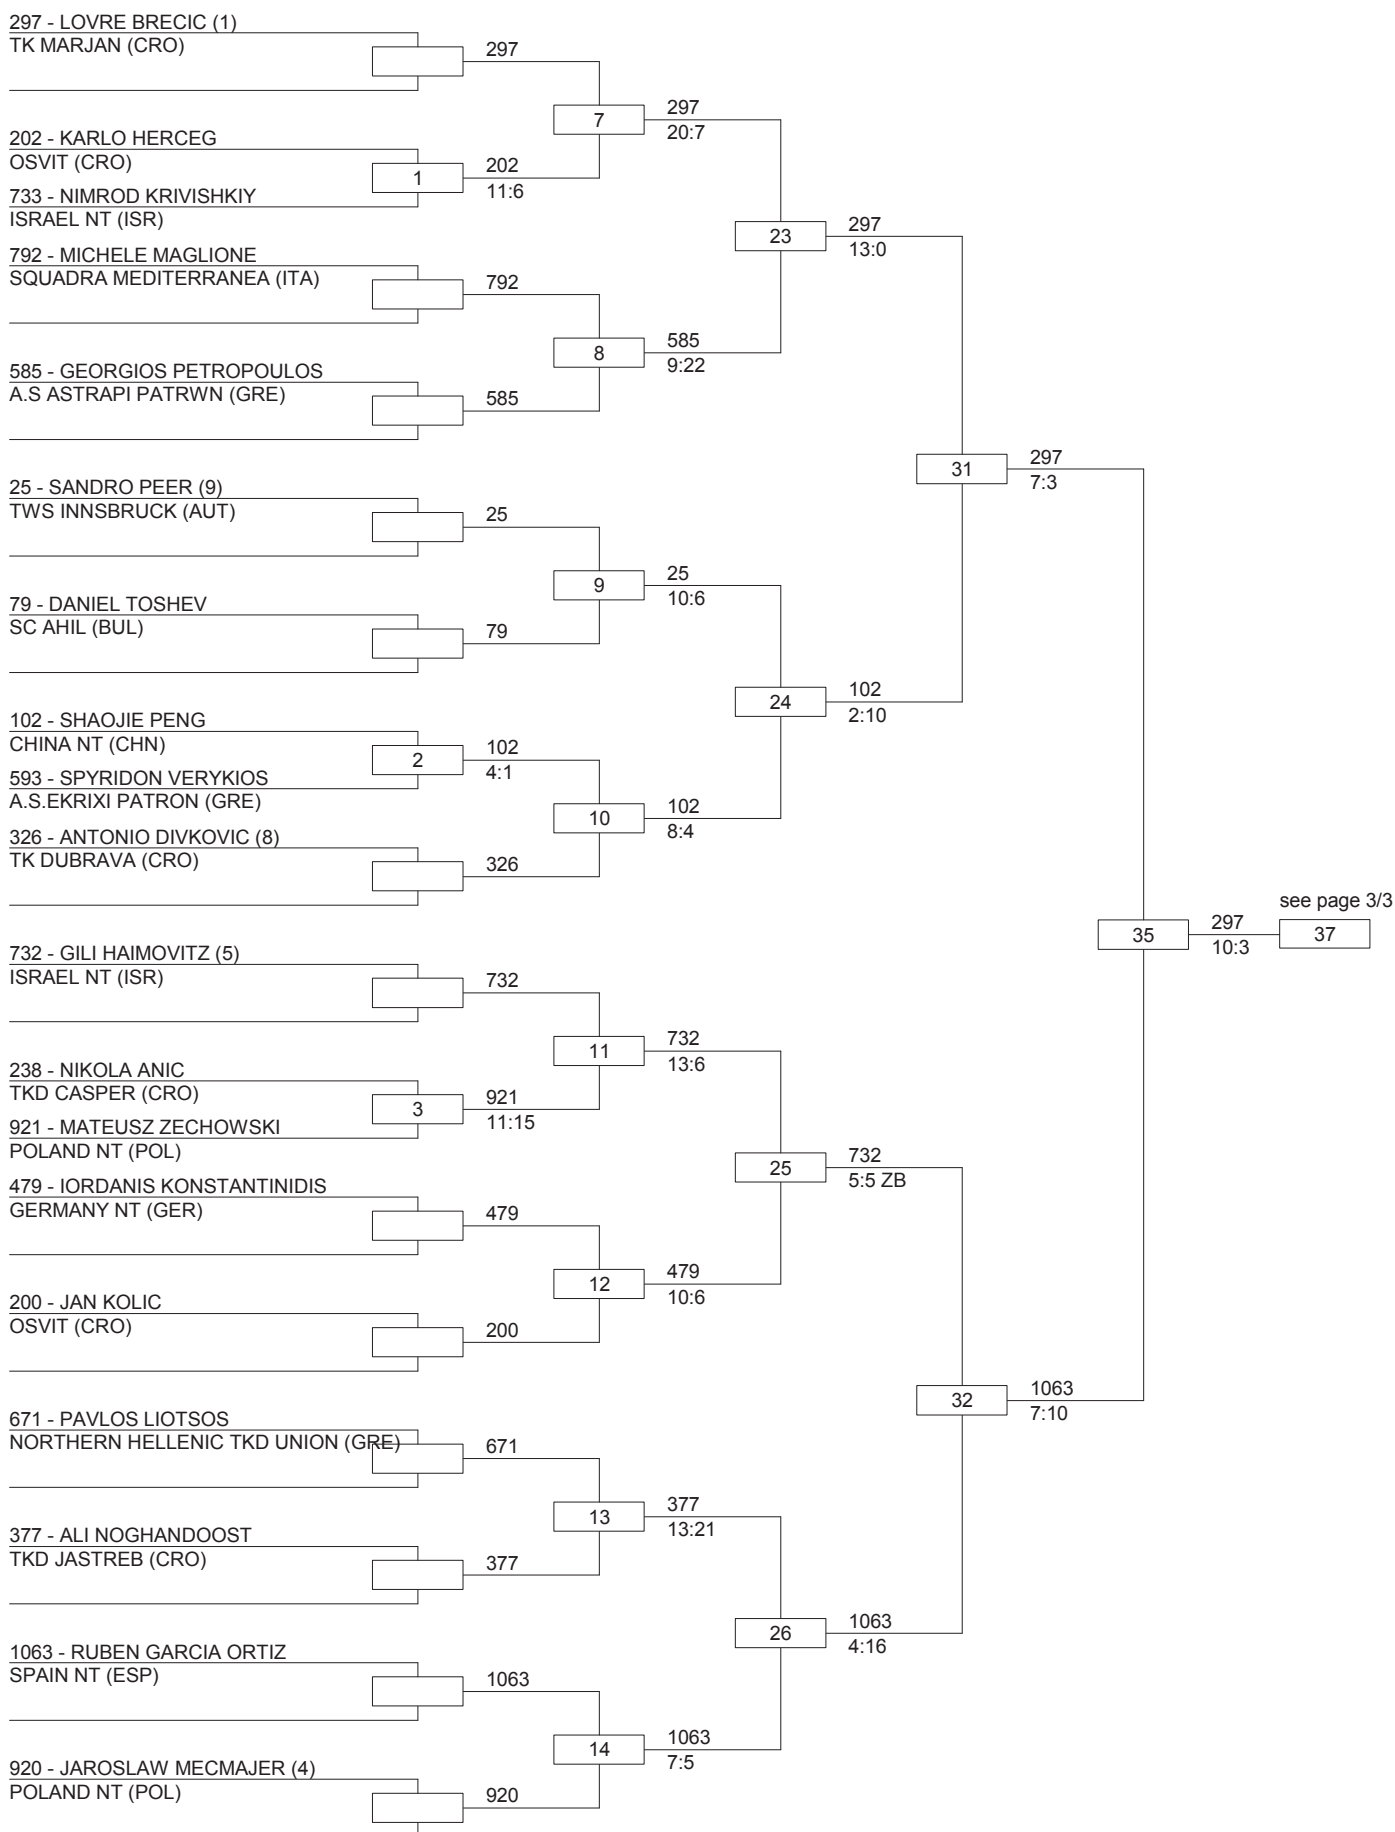 297 - LOVRE BRECIC (1)
TK MARJAN (CRO)
297
7
297
20:7
202 - KARLO HERCEG
OSVIT (CRO)
1
202
11:6
733 - NIMROD KRIVISHKIY
ISRAEL NT (ISR)
23
297
13:0
792 - MICHELE MAGLIONE
SQUADRA MEDITERRANEA (ITA)
792
8
585
9:22
585 - GEORGIOS PETROPOULOS
A.S ASTRAPI PATRWN (GRE)
585
31
297
7:3
25 - SANDRO PEER (9)
TWS INNSBRUCK (AUT)
25
9
25
10:6
79 - DANIEL TOSHEV
SC AHIL (BUL)
79
24
102
2:10
102 - SHAOJIE PENG
CHINA NT (CHN)
2
102
4:1
593 - SPYRIDON VERYKIOS
A.S.EKRIXI PATRON (GRE)
10
102
8:4
326 - ANTONIO DIVKOVIC (8)
TK DUBRAVA (CRO)
326
see page 3/3
35
297
10:3
37
732 - GILI HAIMOVITZ (5)
ISRAEL NT (ISR)
732
11
732
13:6
238 - NIKOLA ANIC
TKD CASPER (CRO)
3
921
11:15
921 - MATEUSZ ZECHOWSKI
POLAND NT (POL)
25
732
5:5 ZB
479 - IORDANIS KONSTANTINIDIS
GERMANY NT (GER)
479
12
479
10:6
200 - JAN KOLIC
OSVIT (CRO)
200
32
1063
7:10
671 - PAVLOS LIOTSOS
NORTHERN HELLENIC TKD UNION (GRE)
671
13
377
13:21
377 - ALI NOGHANDOOST
TKD JASTREB (CRO)
377
26
1063
4:16
1063 - RUBEN GARCIA ORTIZ
SPAIN NT (ESP)
1063
14
1063
7:5
920 - JAROSLAW MECMAJER (4)
POLAND NT (POL)
920